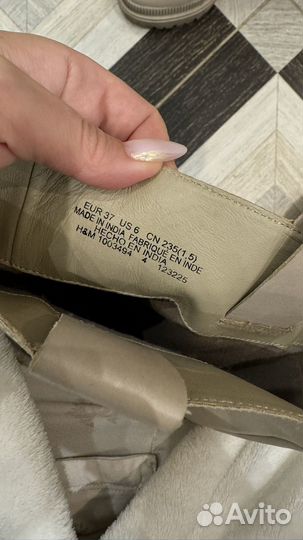 EUR 37 US 6 CN 235(1.5)
MADE IN INDIA FABRIQUÉ EN INDE
HECHO EN INDIA
H&M 1003494 4 123225
Avito